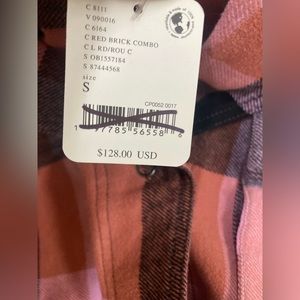 C 8111
V 090016
C 6164
C RED BRICK COMBO
C L RD/ROU C
S OB1557184
S 87444568
size
S
CP0052 0017
$128.00 USD